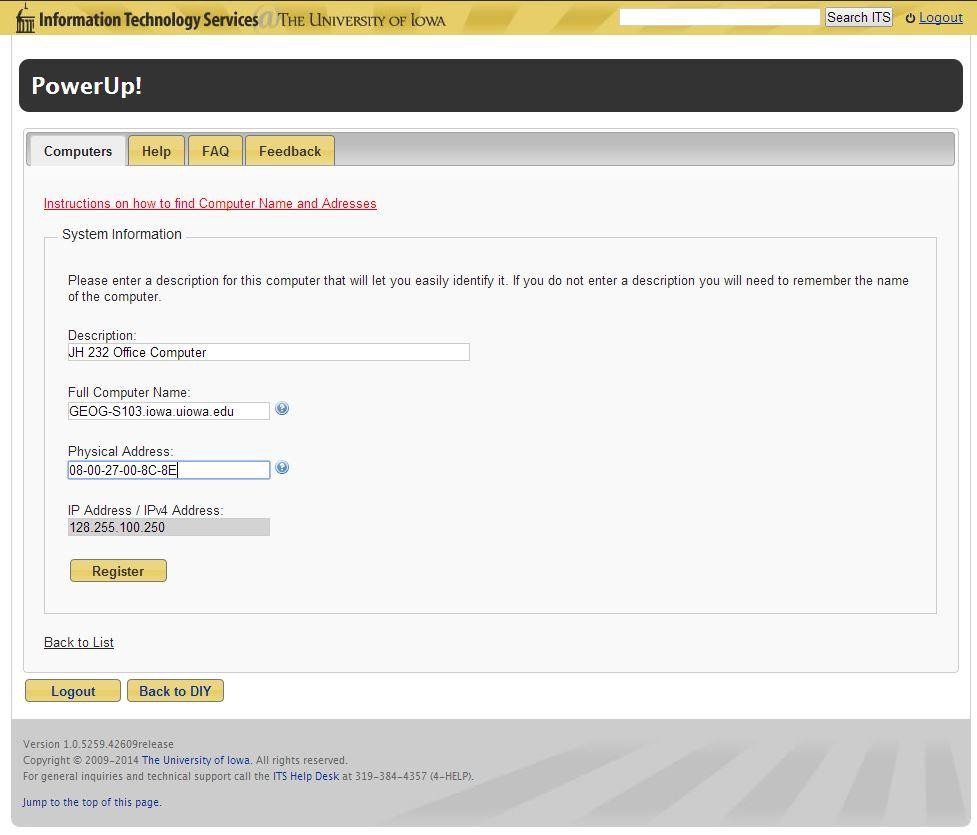 Information Technology Services@THE UNIVERSITY OF IOWA
Search ITS
Logout
PowerUp!
Computers
Help
FAQ
Feedback
Instructions on how to find Computer Name and Adresses
System Information
Please enter a description for this computer that will let you easily identify it. If you do not enter a description you will need to remember the name
of the computer.
Description:
JH 232 Office Computer
Full Computer Name:
GEOG-S103.iowa.uiowa.edu
Physical Address:
08-00-27-00-8C-8E
IP Address / IPv4 Address:
128.255.100.250
Register
Back to List
Logout
Back to DIY
Version 1.0.5259.42609release
Copyright © 2009-2014 The University of Iowa. All rights reserved.
For general inquiries and technical support call the ITS Help Desk at 319-384-4357 (4-HELP).
Jump to the top of this page.